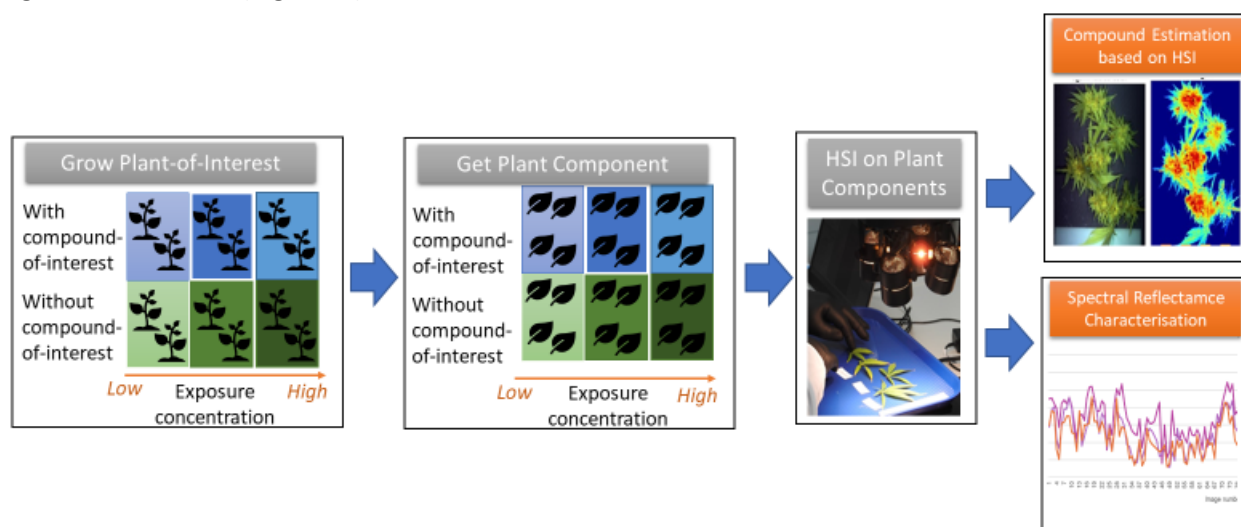 Grow Plant-of-Interest
With
compound-
of-interest
Without
compound-
of-interest
Low
Exposure
concentration
High
Get Plant Component
With
compound-
of-interest
Without
compound-
of-interest
Low
Exposure
concentration
High
HSI on Plant
Components
Compound Estimation
based on HSI
Spectral Reflectamce
Characterisation